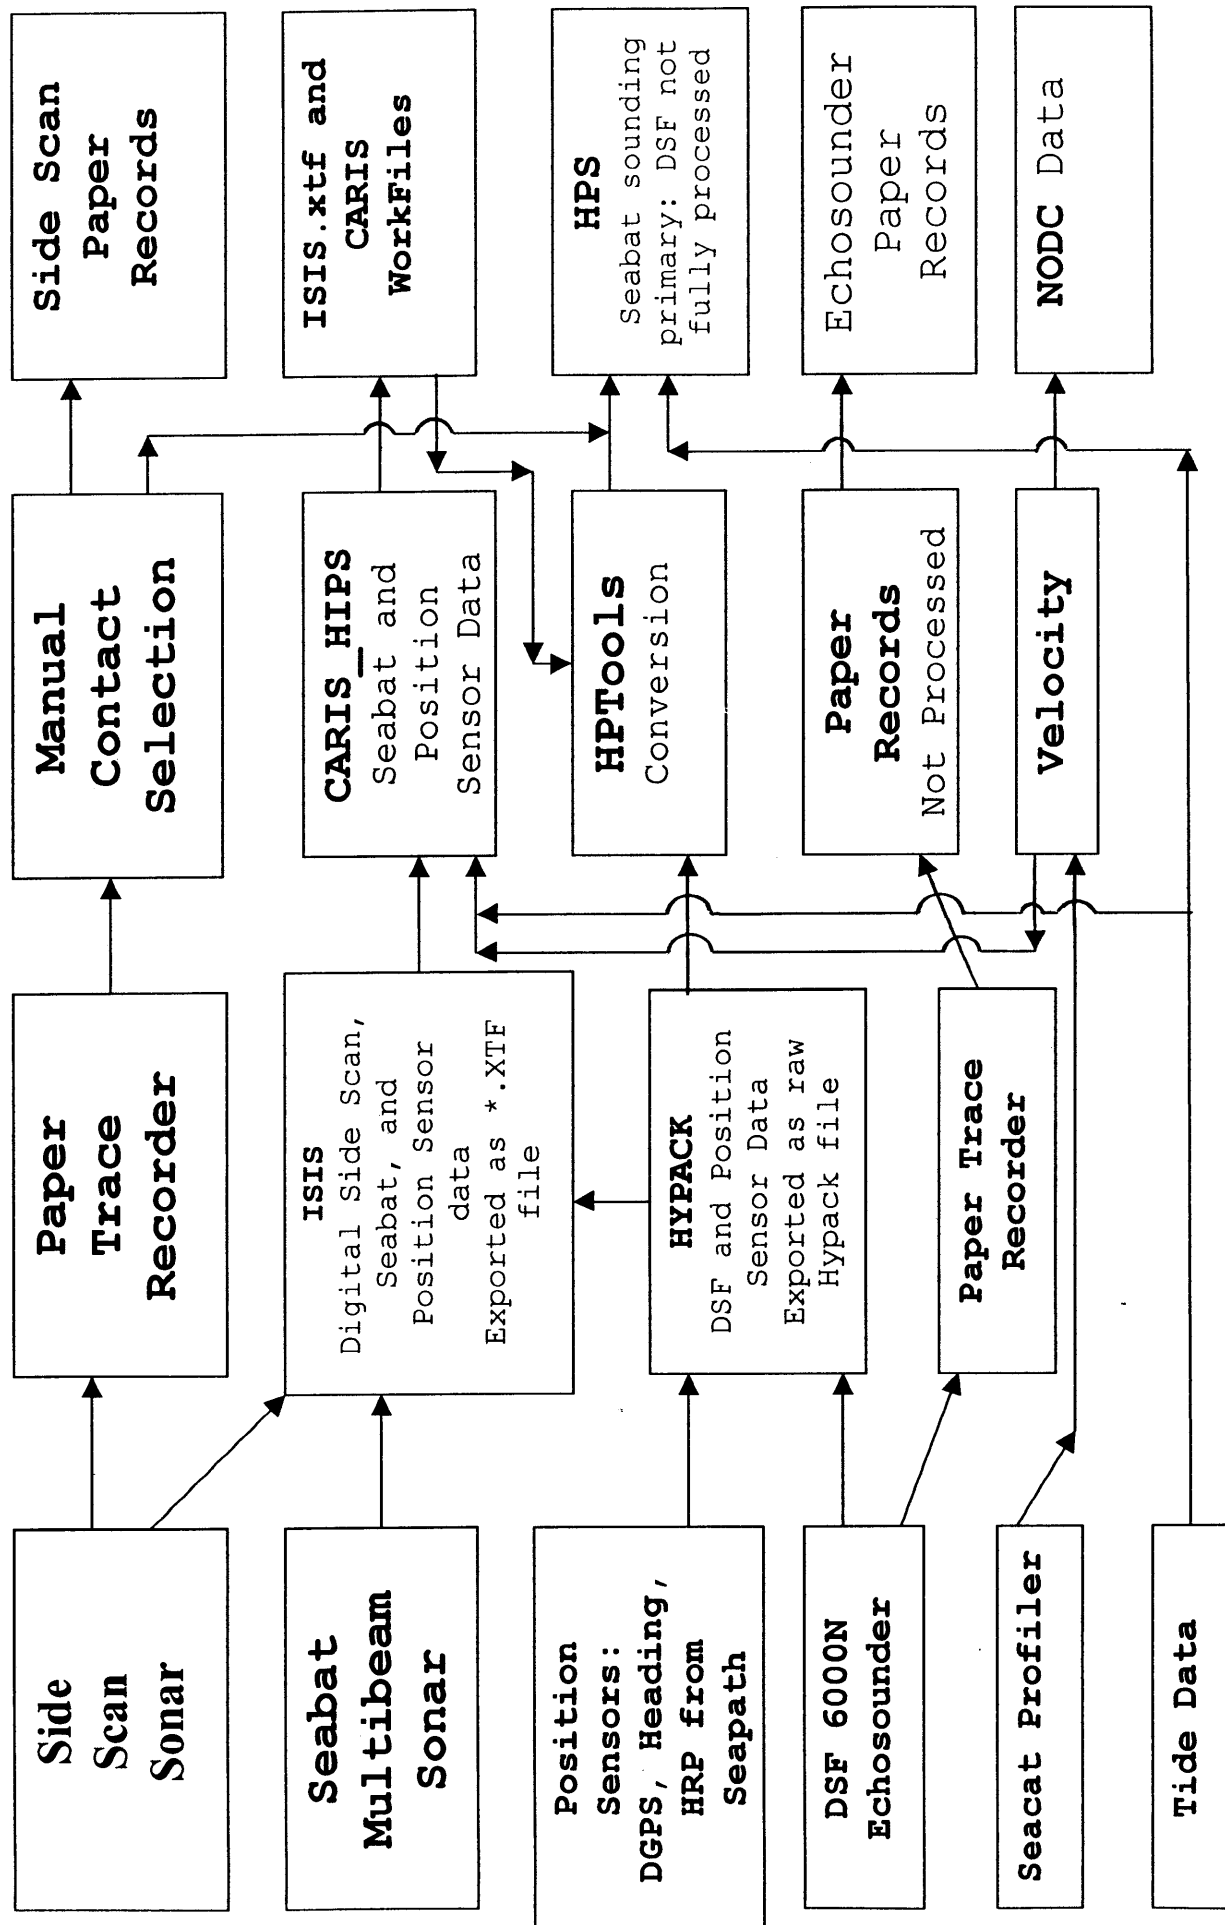 Side
Scan
Sonar
Paper
Trace
Recorder
Manual
Contact
Selection
Side Scan
Paper
Records
Seabat
Multibeam
Sonar
ISIS
Digital Side Scan,
Seabat, and
Position Sensor
data
Exported as *.XTF
file
CARIS_HIPS
Seabat and
Position
Sensor Data
ISIS.xtf and
CARIS
WorkFiles
Position
Sensors:
DGPS, Heading,
HRP from
Seapath
HYPACK
DSF and Position
Sensor Data
Exported as raw
Hypack file
HPTools
Conversion
HPS
Seabat sounding
primary: DSF not
fully processed
DSF 6000N
Echosounder
Paper Trace
Recorder
Paper
Records
Not Processed
Echosounder
Paper
Records
Seacat Profiler
Velocity
NODC Data
Tide Data